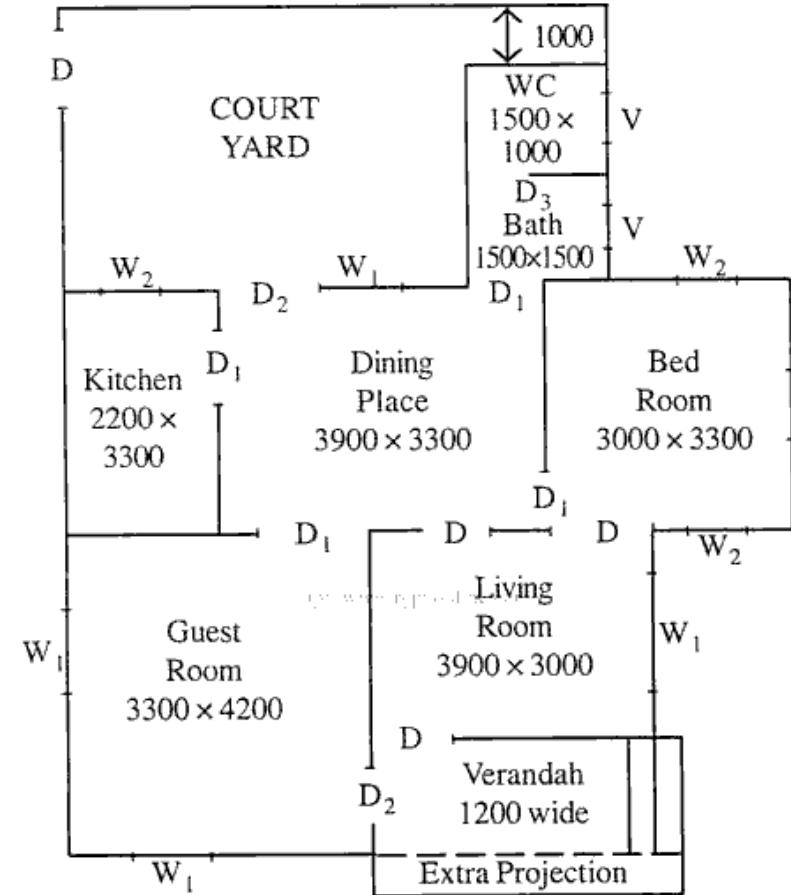 1000
D
COURT
YARD
WC
1500 ×
1000
V
D₃
Bath
1500×1500
V
W₂
W₁
W₂
D₂
D₁
Kitchen
2200 ×
3300
D₁
Dining
Place
3900 × 3300
Bed
Room
3000 × 3300
D₁
D₁
D
D
W₂
Guest
Room
3300 × 4200
Living
Room
3900 × 3000
W₁
W₁
D
Verandah
1200 wide
D₂
W₁
Extra Projection